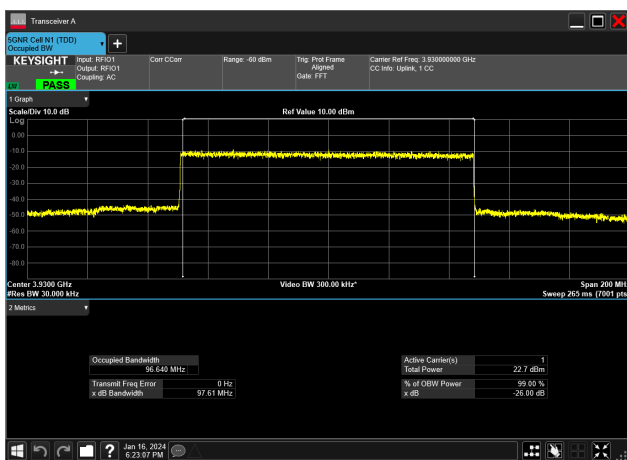 Transceiver A
5GNR Cell N1 (TDD)
Occupied BW
KEYSIGHT
Input: RFIO1
Output: RFIO1
Coupling: AC
Corr CCorr
Range: -60 dBm
Trig: Prot Frame
Aligned
Gate: FFT
Carrier Ref Freq: 3.930000000 GHz
CC Info: Uplink, 1 CC
PASS
1 Graph
Scale/Div 10.0 dB
Ref Value 10.00 dBm
Log
0.00
-10.0
-20.0
-30.0
-40.0
-50.0
-60.0
-70.0
-80.0
Center 3.9300 GHz
Video BW 300.00 kHz*
Span 200 MH
#Res BW 30.000 kHz
Sweep 265 ms (7001 pts
2 Metrics
Occupied Bandwidth
96.640 MHz
Active Carrier(s) 1
Total Power 22.7 dBm
Transmit Freq Error 0 Hz
x dB Bandwidth 97.61 MHz
% of OBW Power 99.00 %
x dB -26.00 dB
?
Jan 16, 2024
6:23:07 PM